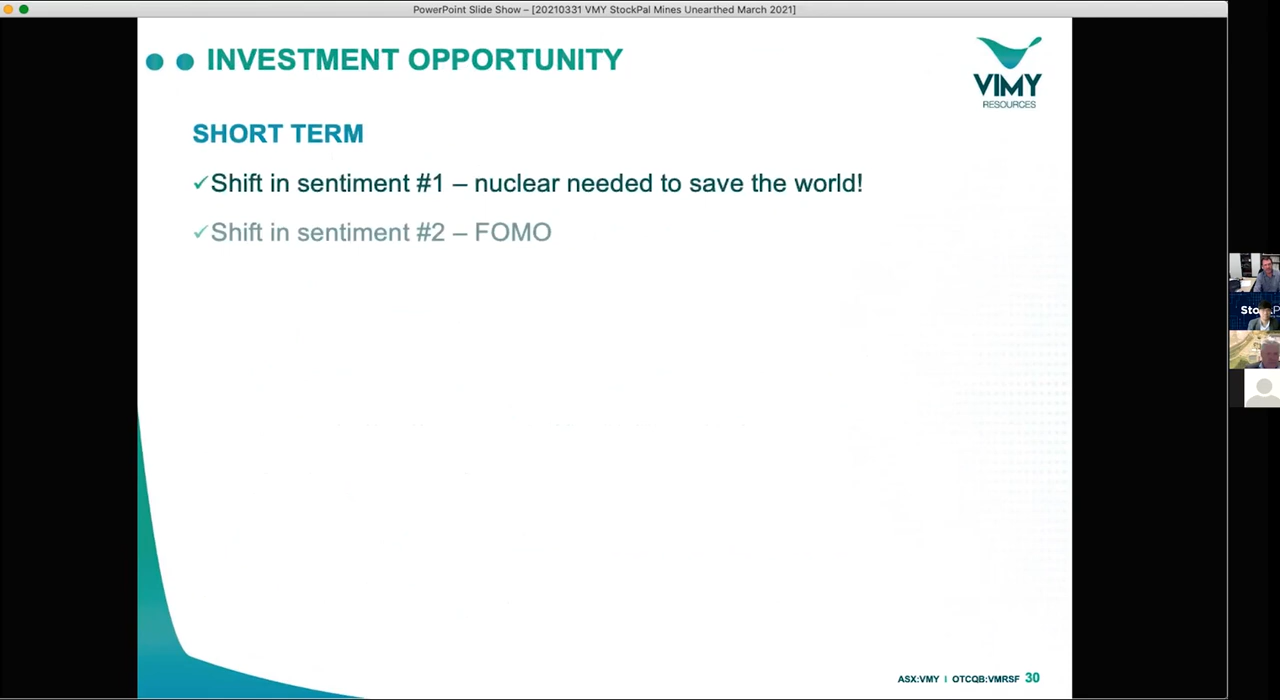 PowerPoint Slide Show – [20210331 VMY StockPal Mines Unearthed March 2021]
INVESTMENT OPPORTUNITY
VIMY
RESOURCES
SHORT TERM
✓Shift in sentiment #1 – nuclear needed to save the world!
✓Shift in sentiment #2 – FOMO
ASX:VMY I OTCQB:VMRSF 30